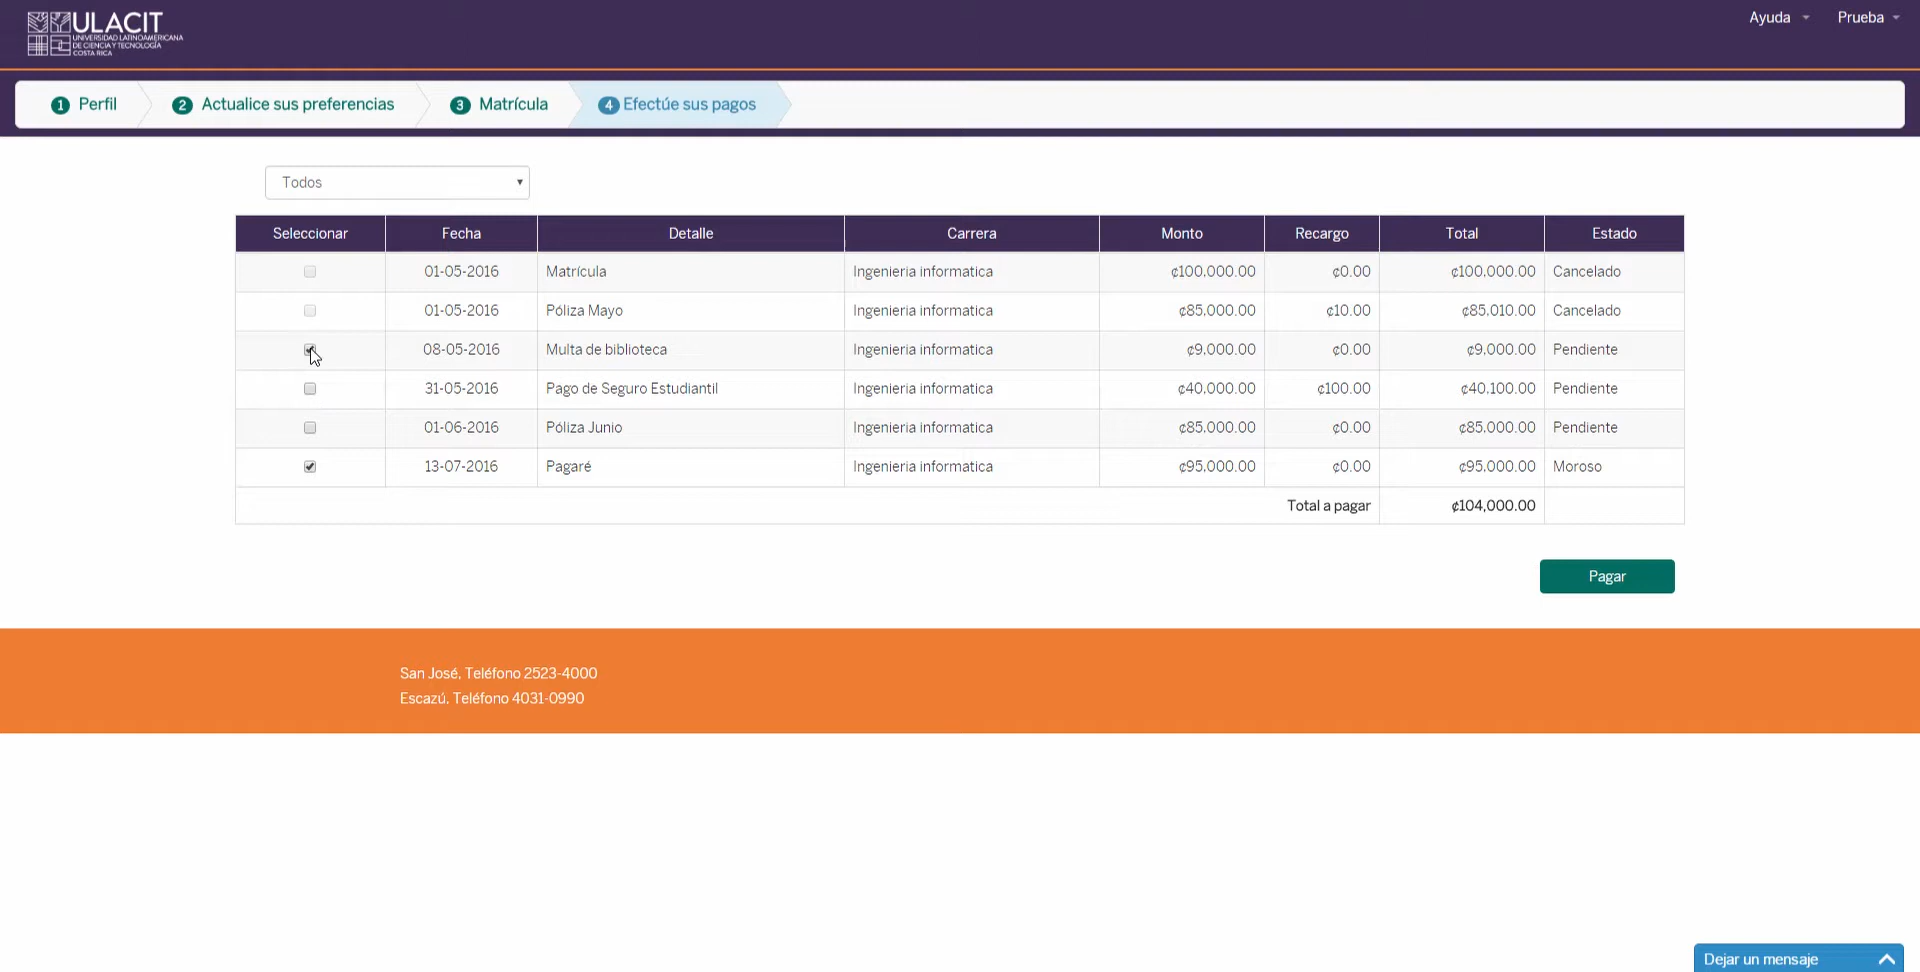 ULACIT
UNIVERSIDAD LATINOAMERICANA
DE CIENCIA Y TECNOLOGÍA
COSTA RICA
Ayuda Prueba
1 Perfil 2 Actualice sus preferencias 3 Matrícula 4 Efectúe sus pagos
Todos
Seleccionar Fecha Detalle Carrera Monto Recargo Total Estado
01-05-2016 Matrícula Ingenieria informatica ¢100.000.00 ¢0.00 ¢100.000.00 Cancelado
01-05-2016 Póliza Mayo Ingenieria informatica ¢85.000.00 ¢10.00 ¢85.010.00 Cancelado
08-05-2016 Multa de biblioteca Ingenieria informatica ¢9.000.00 ¢0.00 ¢9.000.00 Pendiente
31-05-2016 Pago de Seguro Estudiantil Ingenieria informatica ¢40.000.00 ¢100.00 ¢40.100.00 Pendiente
01-06-2016 Póliza Junio Ingenieria informatica ¢85.000.00 ¢0.00 ¢85.000.00 Pendiente
13-07-2016 Pagaré Ingenieria informatica ¢95.000.00 ¢0.00 ¢95.000.00 Moroso
Total a pagar ¢104,000.00
Pagar
San José, Teléfono 2523-4000
Escazú, Teléfono 4031-0990
Dejar un mensaje